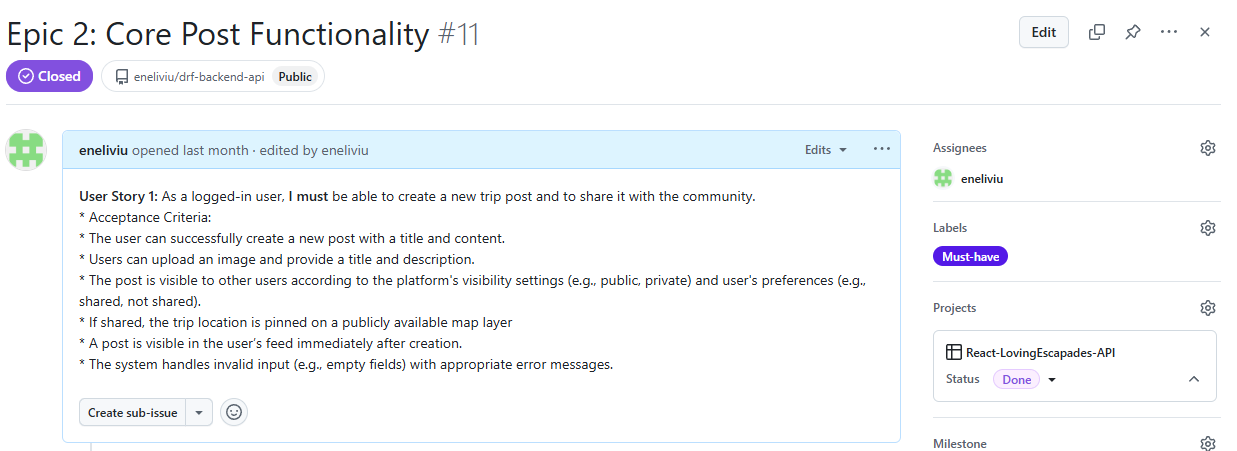 Epic 2: Core Post Functionality #11
Edit
Closed
eneliviu/drf-backend-api Public
eneliviu opened last month · edited by eneliviu
Edits
User Story 1: As a logged-in user, I must be able to create a new trip post and to share it with the community.
* Acceptance Criteria:
* The user can successfully create a new post with a title and content.
* Users can upload an image and provide a title and description.
* The post is visible to other users according to the platform's visibility settings (e.g., public, private) and user's preferences (e.g.,
shared, not shared).
* If shared, the trip location is pinned on a publicly available map layer
* A post is visible in the user’s feed immediately after creation.
* The system handles invalid input (e.g., empty fields) with appropriate error messages.
Create sub-issue
Assignees
eneliviu
Labels
Must-have
Projects
React-LovingEscapades-API
Status Done
Milestone